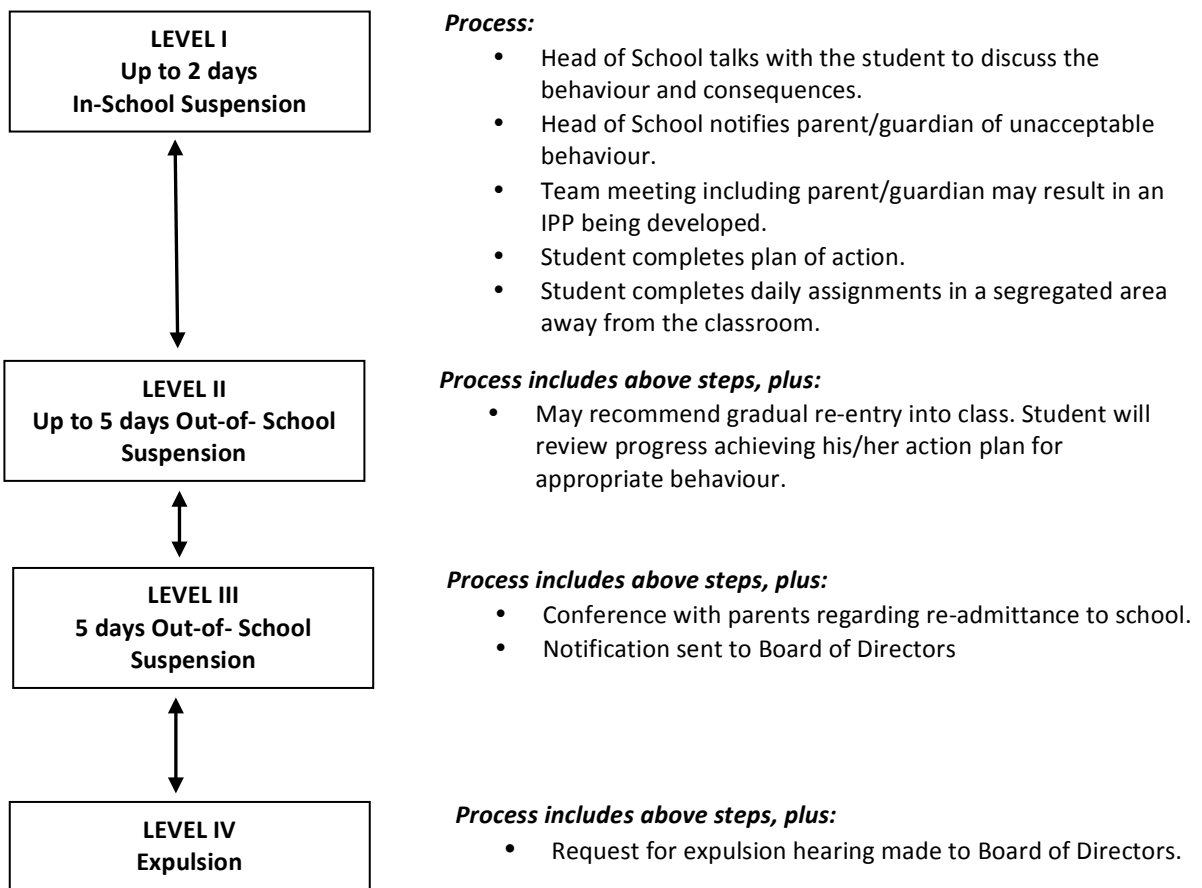 LEVEL I
Up to 2 days
In-School Suspension
Process:
• Head of School talks with the student to discuss the
behaviour and consequences.
• Head of School notifies parent/guardian of unacceptable
behaviour.
• Team meeting including parent/guardian may result in an
IPP being developed.
• Student completes plan of action.
• Student completes daily assignments in a segregated area
away from the classroom.
LEVEL II
Up to 5 days Out-of- School
Suspension
Process includes above steps, plus:
• May recommend gradual re-entry into class. Student will
review progress achieving his/her action plan for
appropriate behaviour.
LEVEL III
5 days Out-of- School
Suspension
Process includes above steps, plus:
• Conference with parents regarding re-admittance to school.
• Notification sent to Board of Directors
LEVEL IV
Expulsion
Process includes above steps, plus:
• Request for expulsion hearing made to Board of Directors.